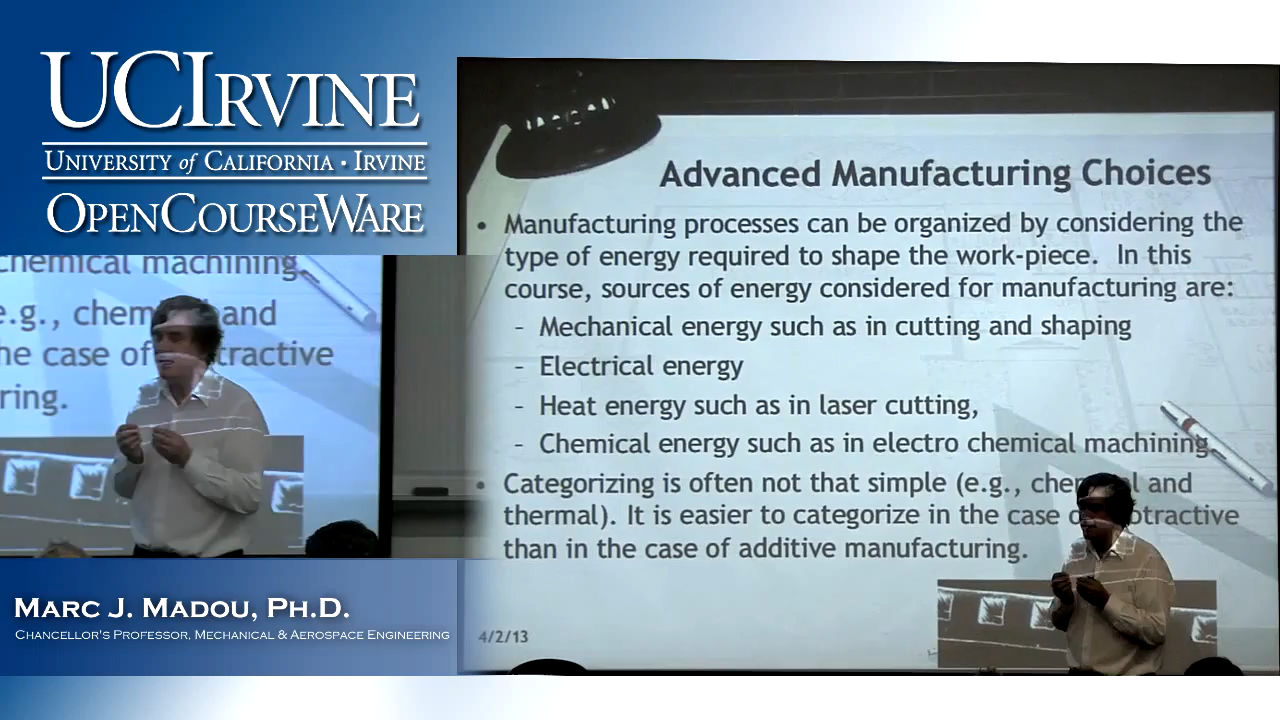 UCIRVINE
UNIVERSITY of CALIFORNIA · IRVINE
OPENCOURSEWARE
chemical machining.
e.g., chem and
he case of tractive
ring.
MARC J. MADOU, PH.D.
CHANCELLOR'S PROFESSOR, MECHANICAL & AEROSPACE ENGINEERING
Advanced Manufacturing Choices
• Manufacturing processes can be organized by considering the
type of energy required to shape the work-piece. In this
course, sources of energy considered for manufacturing are:
– Mechanical energy such as in cutting and shaping
– Electrical energy
– Heat energy such as in laser cutting,
– Chemical energy such as in electro chemical machining.
• Categorizing is often not that simple (e.g., che l and
thermal). It is easier to categorize in the case o btractive
than in the case of additive manufacturing.
4/2/13